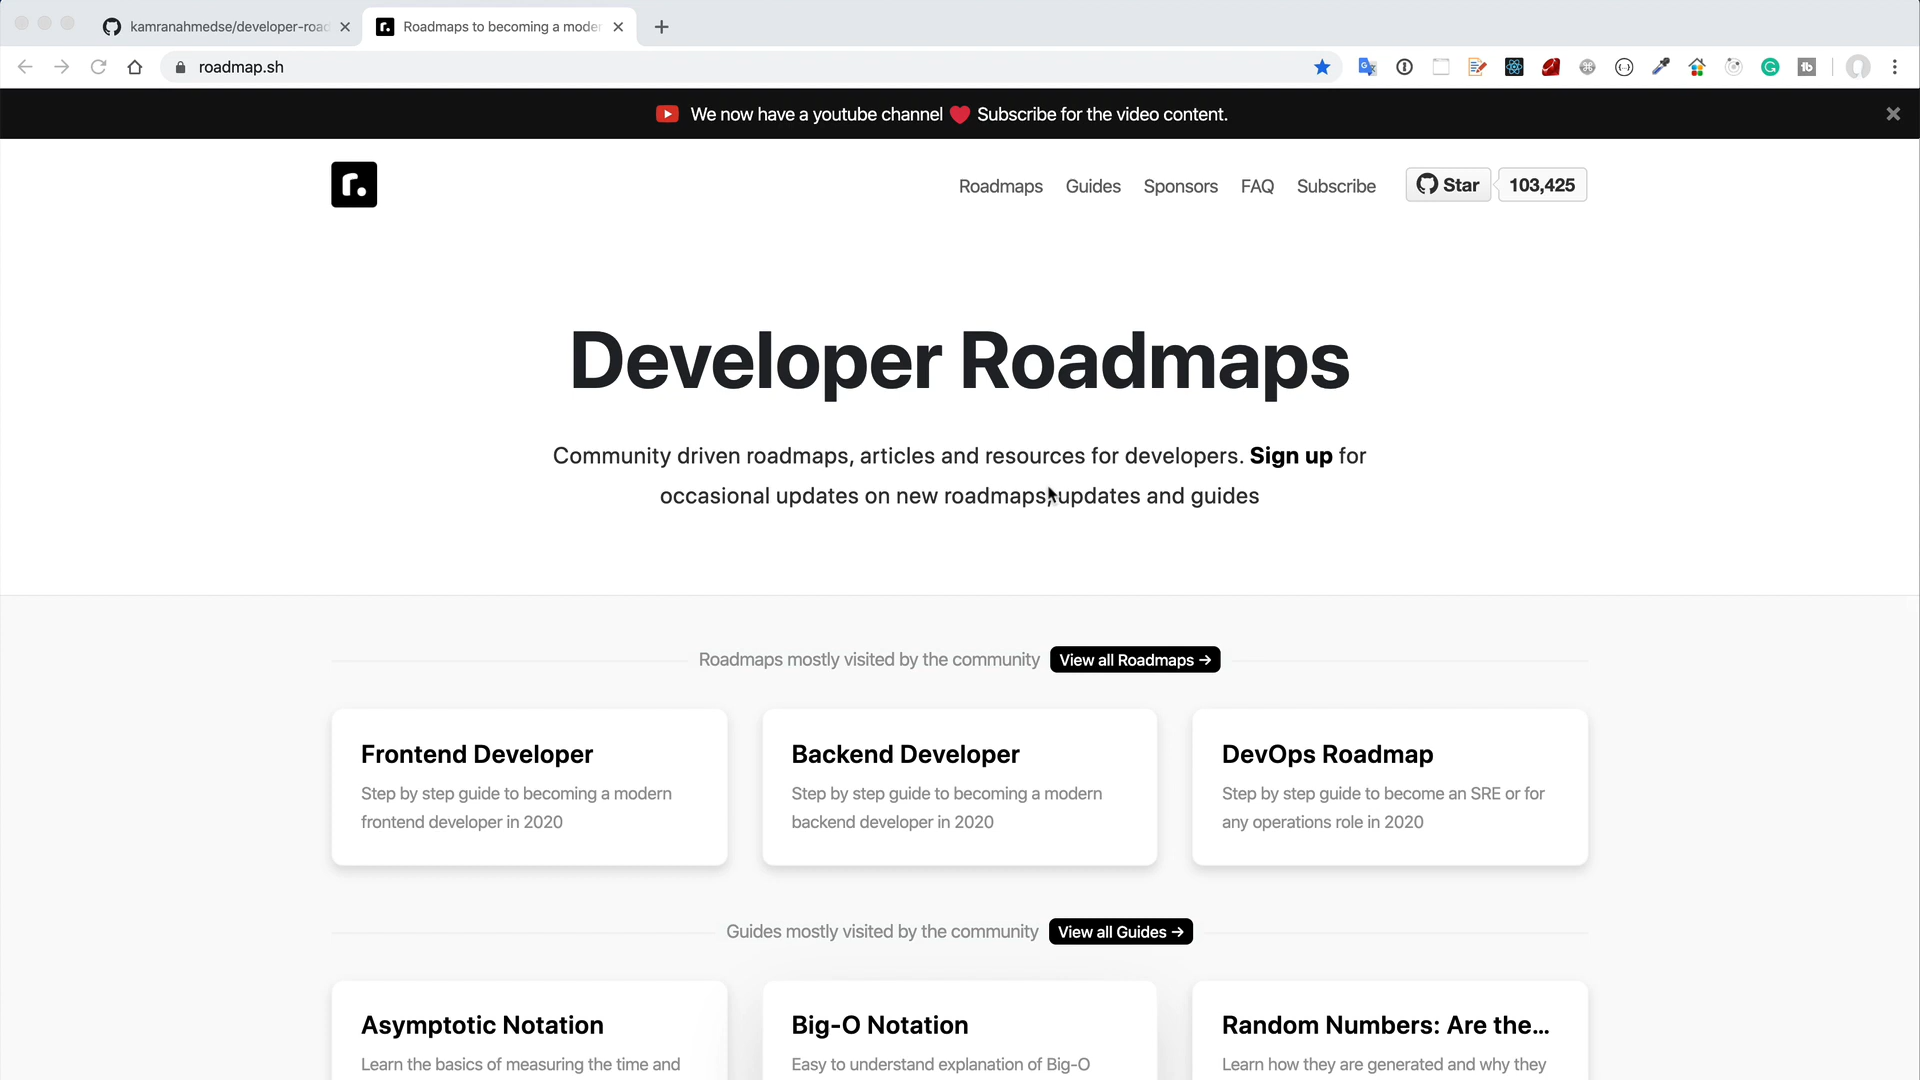 kamranahmedse/developer-road
Roadmaps to becoming a moder
roadmap.sh
We now have a youtube channel ❤️ Subscribe for the video content.
r.
Roadmaps
Guides
Sponsors
FAQ
Subscribe
Star
103,425
Developer Roadmaps
Community driven roadmaps, articles and resources for developers. Sign up for
occasional updates on new roadmaps, updates and guides
Roadmaps mostly visited by the community
View all Roadmaps →
Frontend Developer
Step by step guide to becoming a modern
frontend developer in 2020
Backend Developer
Step by step guide to becoming a modern
backend developer in 2020
DevOps Roadmap
Step by step guide to become an SRE or for
any operations role in 2020
Guides mostly visited by the community
View all Guides →
Asymptotic Notation
Learn the basics of measuring the time and
Big-O Notation
Easy to understand explanation of Big-O
Random Numbers: Are the...
Learn how they are generated and why they